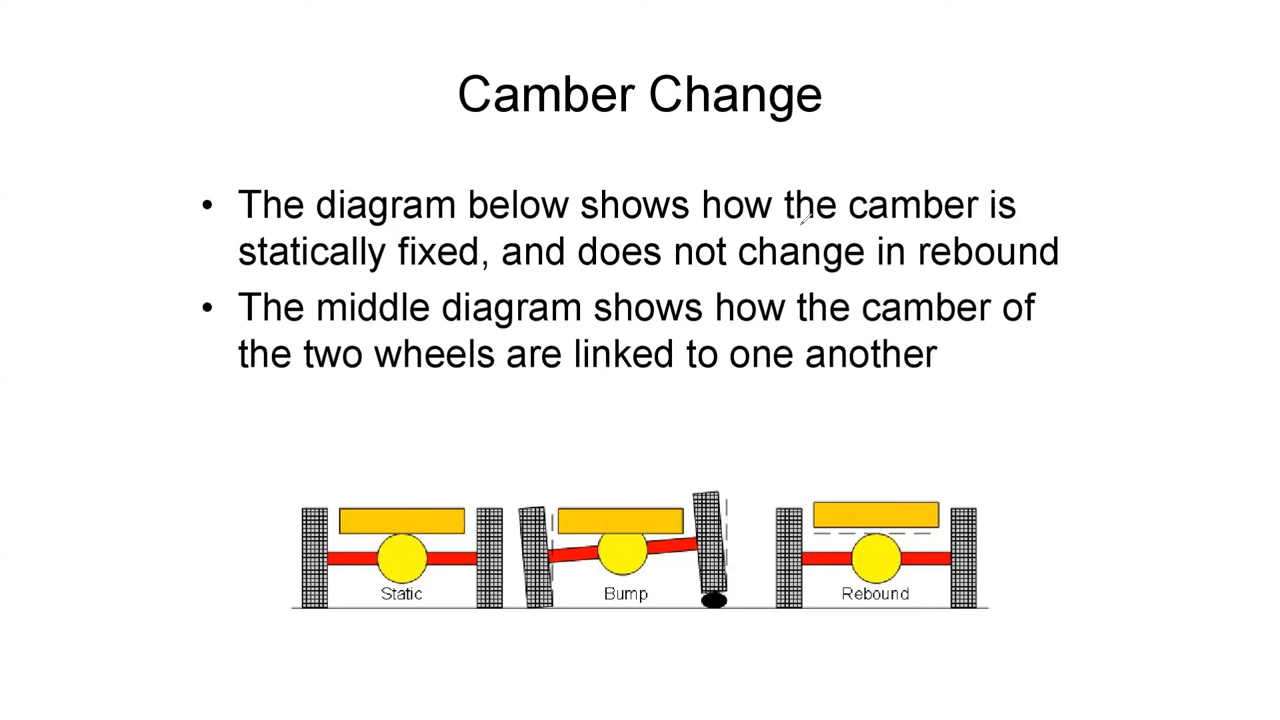 Camber Change
• The diagram below shows how the camber is
statically fixed, and does not change in rebound
• The middle diagram shows how the camber of
the two wheels are linked to one another
Static
Bump
Rebound